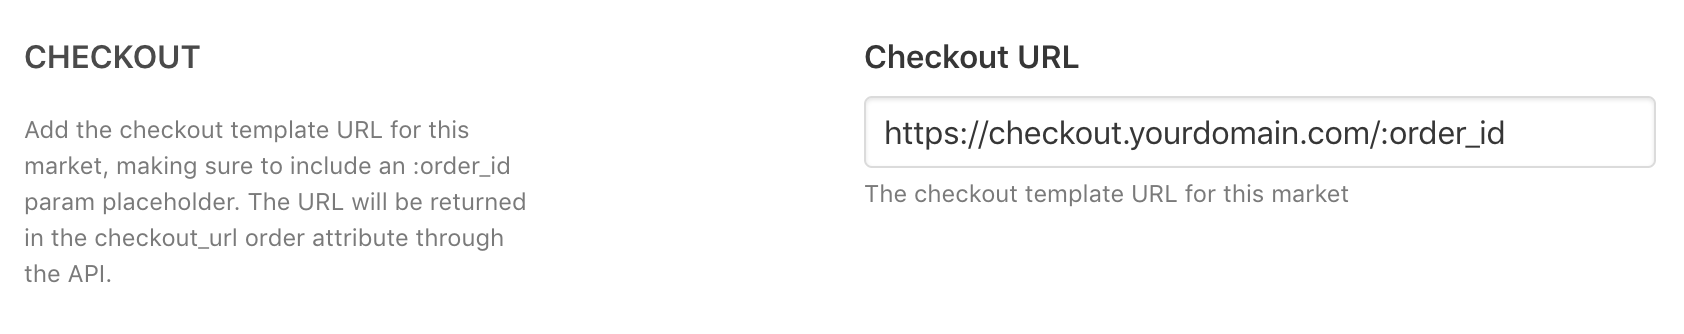 CHECKOUT
Add the checkout template URL for this
market, making sure to include an :order_id
param placeholder. The URL will be returned
in the checkout_url order attribute through
the API.
Checkout URL
https://checkout.yourdomain.com/:order_id
The checkout template URL for this market